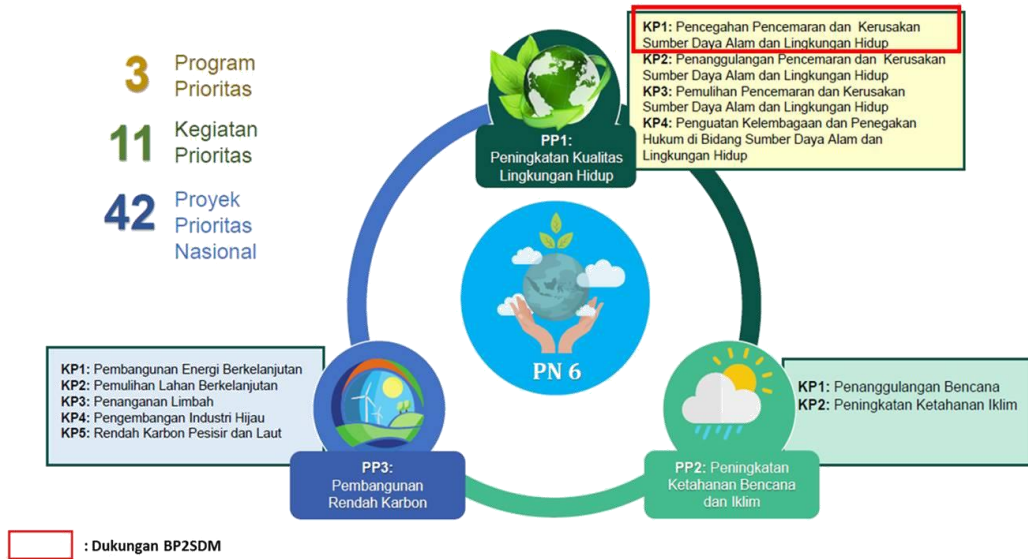 3 Program
Prioritas
11 Kegiatan
Prioritas
42 Proyek
Prioritas
Nasional
KP1: Pencegahan Pencemaran dan Kerusakan
Sumber Daya Alam dan Lingkungan Hidup
KP2: Penanggulangan Pencemaran dan Kerusakan
Sumber Daya Alam dan Lingkungan Hidup
KP3: Pemulihan Pencemaran dan Kerusakan
Sumber Daya Alam dan Lingkungan Hidup
KP4: Penguatan Kelembagaan dan Penegakan
Hukum di Bidang Sumber Daya Alam dan
Lingkungan Hidup
PP1:
Peningkatan Kualitas
Lingkungan Hidup
PN 6
KP1: Pembangunan Energi Berkelanjutan
KP2: Pemulihan Lahan Berkelanjutan
KP3: Penanganan Limbah
KP4: Pengembangan Industri Hijau
KP5: Rendah Karbon Pesisir dan Laut
PP3:
Pembangunan
Rendah Karbon
KP1: Penanggulangan Bencana
KP2: Peningkatan Ketahanan Iklim
PP2: Peningkatan
Ketahanan Bencana
dan Iklim
: Dukungan BP2SDM